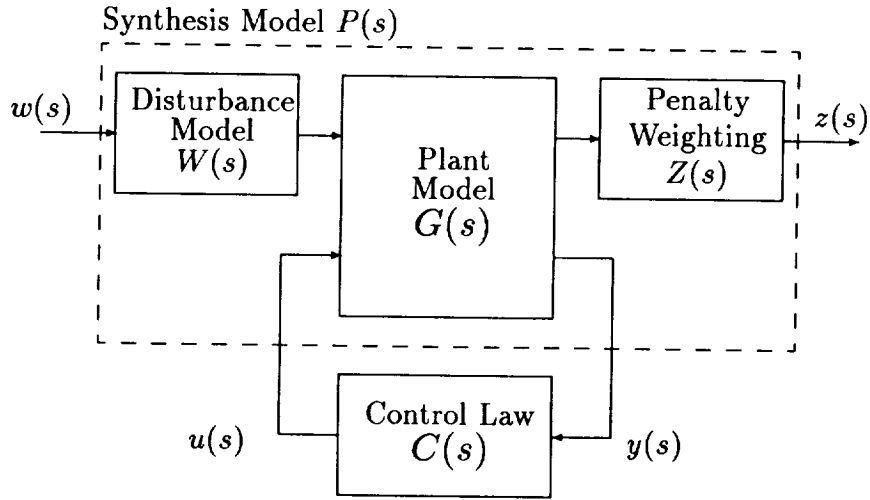 Synthesis Model P(s)
w(s)
Disturbance
Model
W(s)
Plant
Model
G(s)
Penalty
Weighting
Z(s)
z(s)
u(s)
Control Law
C(s)
y(s)